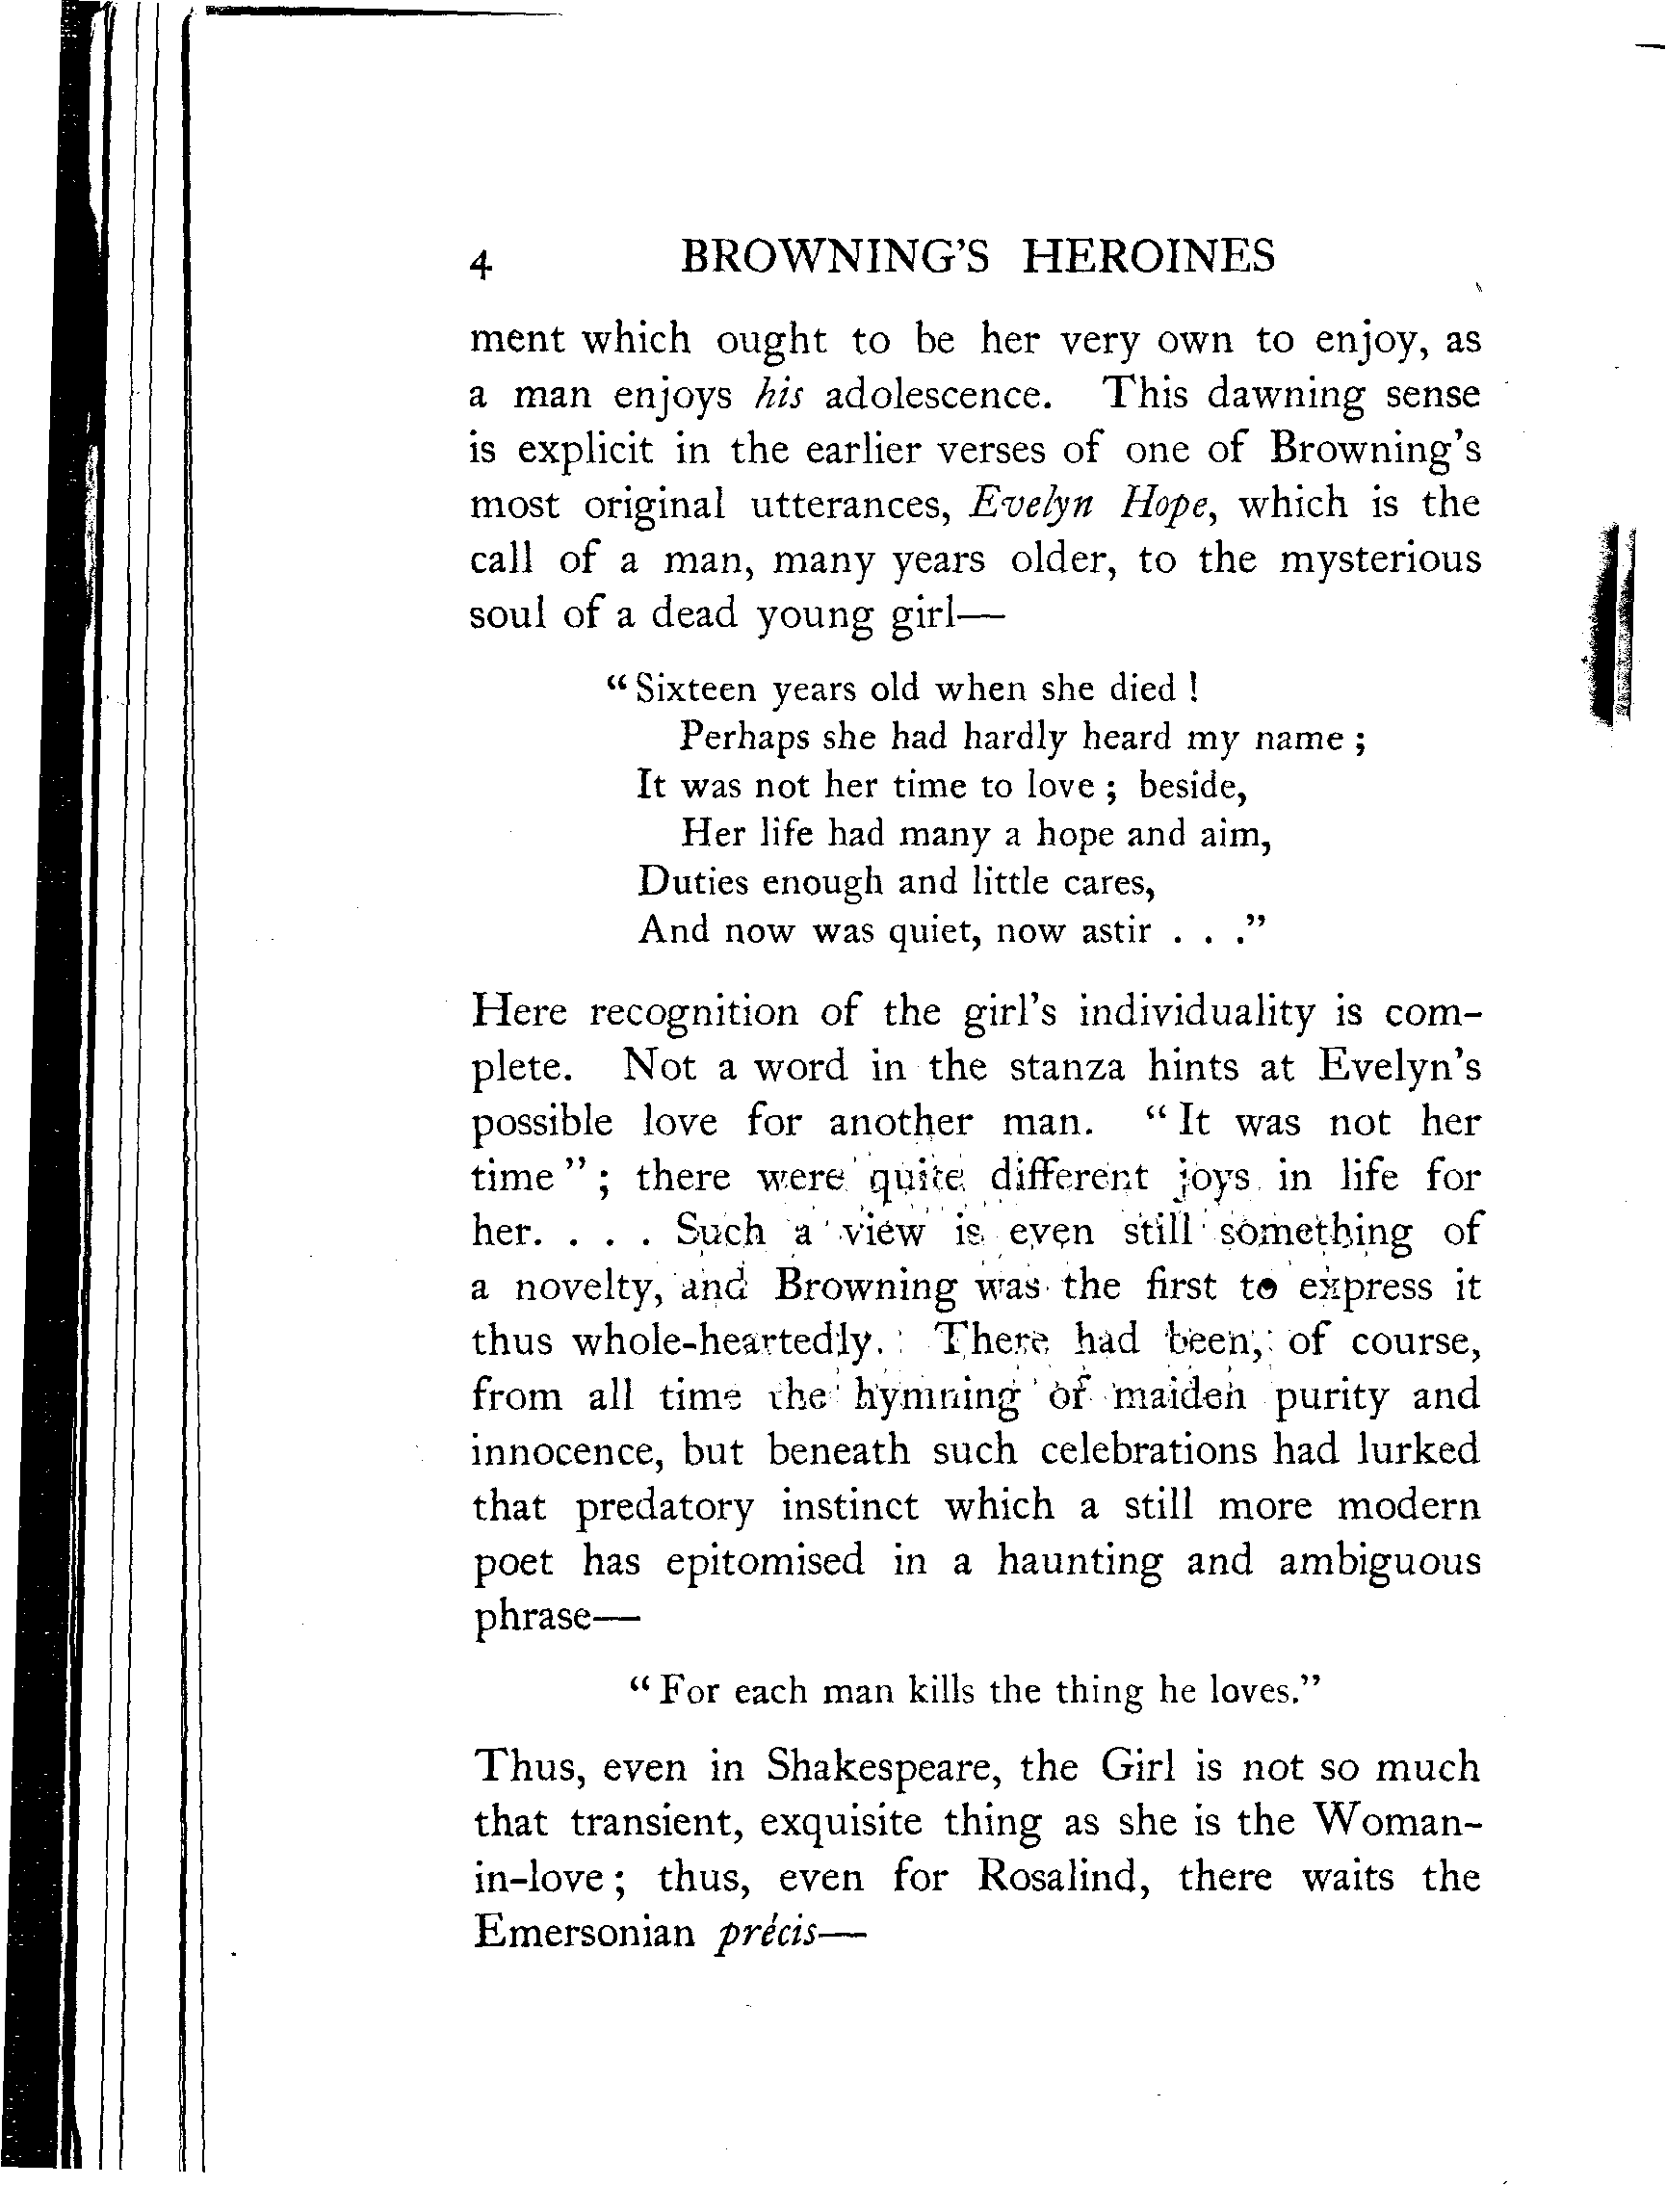 4 BROWNING'S HEROINES
ment which ought to be her very own to enjoy, as
a man enjoys his adolescence. This dawning sense
is explicit in the earlier verses of one of Browning's
most original utterances, Evelyn Hope, which is the
call of a man, many years older, to the mysterious
soul of a dead young girl—
“Sixteen years old when she died!
Perhaps she had hardly heard my name;
It was not her time to love; beside,
Her life had many a hope and aim,
Duties enough and little cares,
And now was quiet, now astir . . .”
Here recognition of the girl's individuality is com-
plete. Not a word in the stanza hints at Evelyn's
possible love for another man. “It was not her
time”; there were quite different joys in life for
her. . . . Such a view is even still something of
a novelty, and Browning was the first to express it
thus whole-heartedly. There had been, of course,
from all time the hymning of maiden purity and
innocence, but beneath such celebrations had lurked
that predatory instinct which a still more modern
poet has epitomised in a haunting and ambiguous
phrase—
“For each man kills the thing he loves.”
Thus, even in Shakespeare, the Girl is not so much
that transient, exquisite thing as she is the Woman-
in-love; thus, even for Rosalind, there waits the
Emersonian précis—